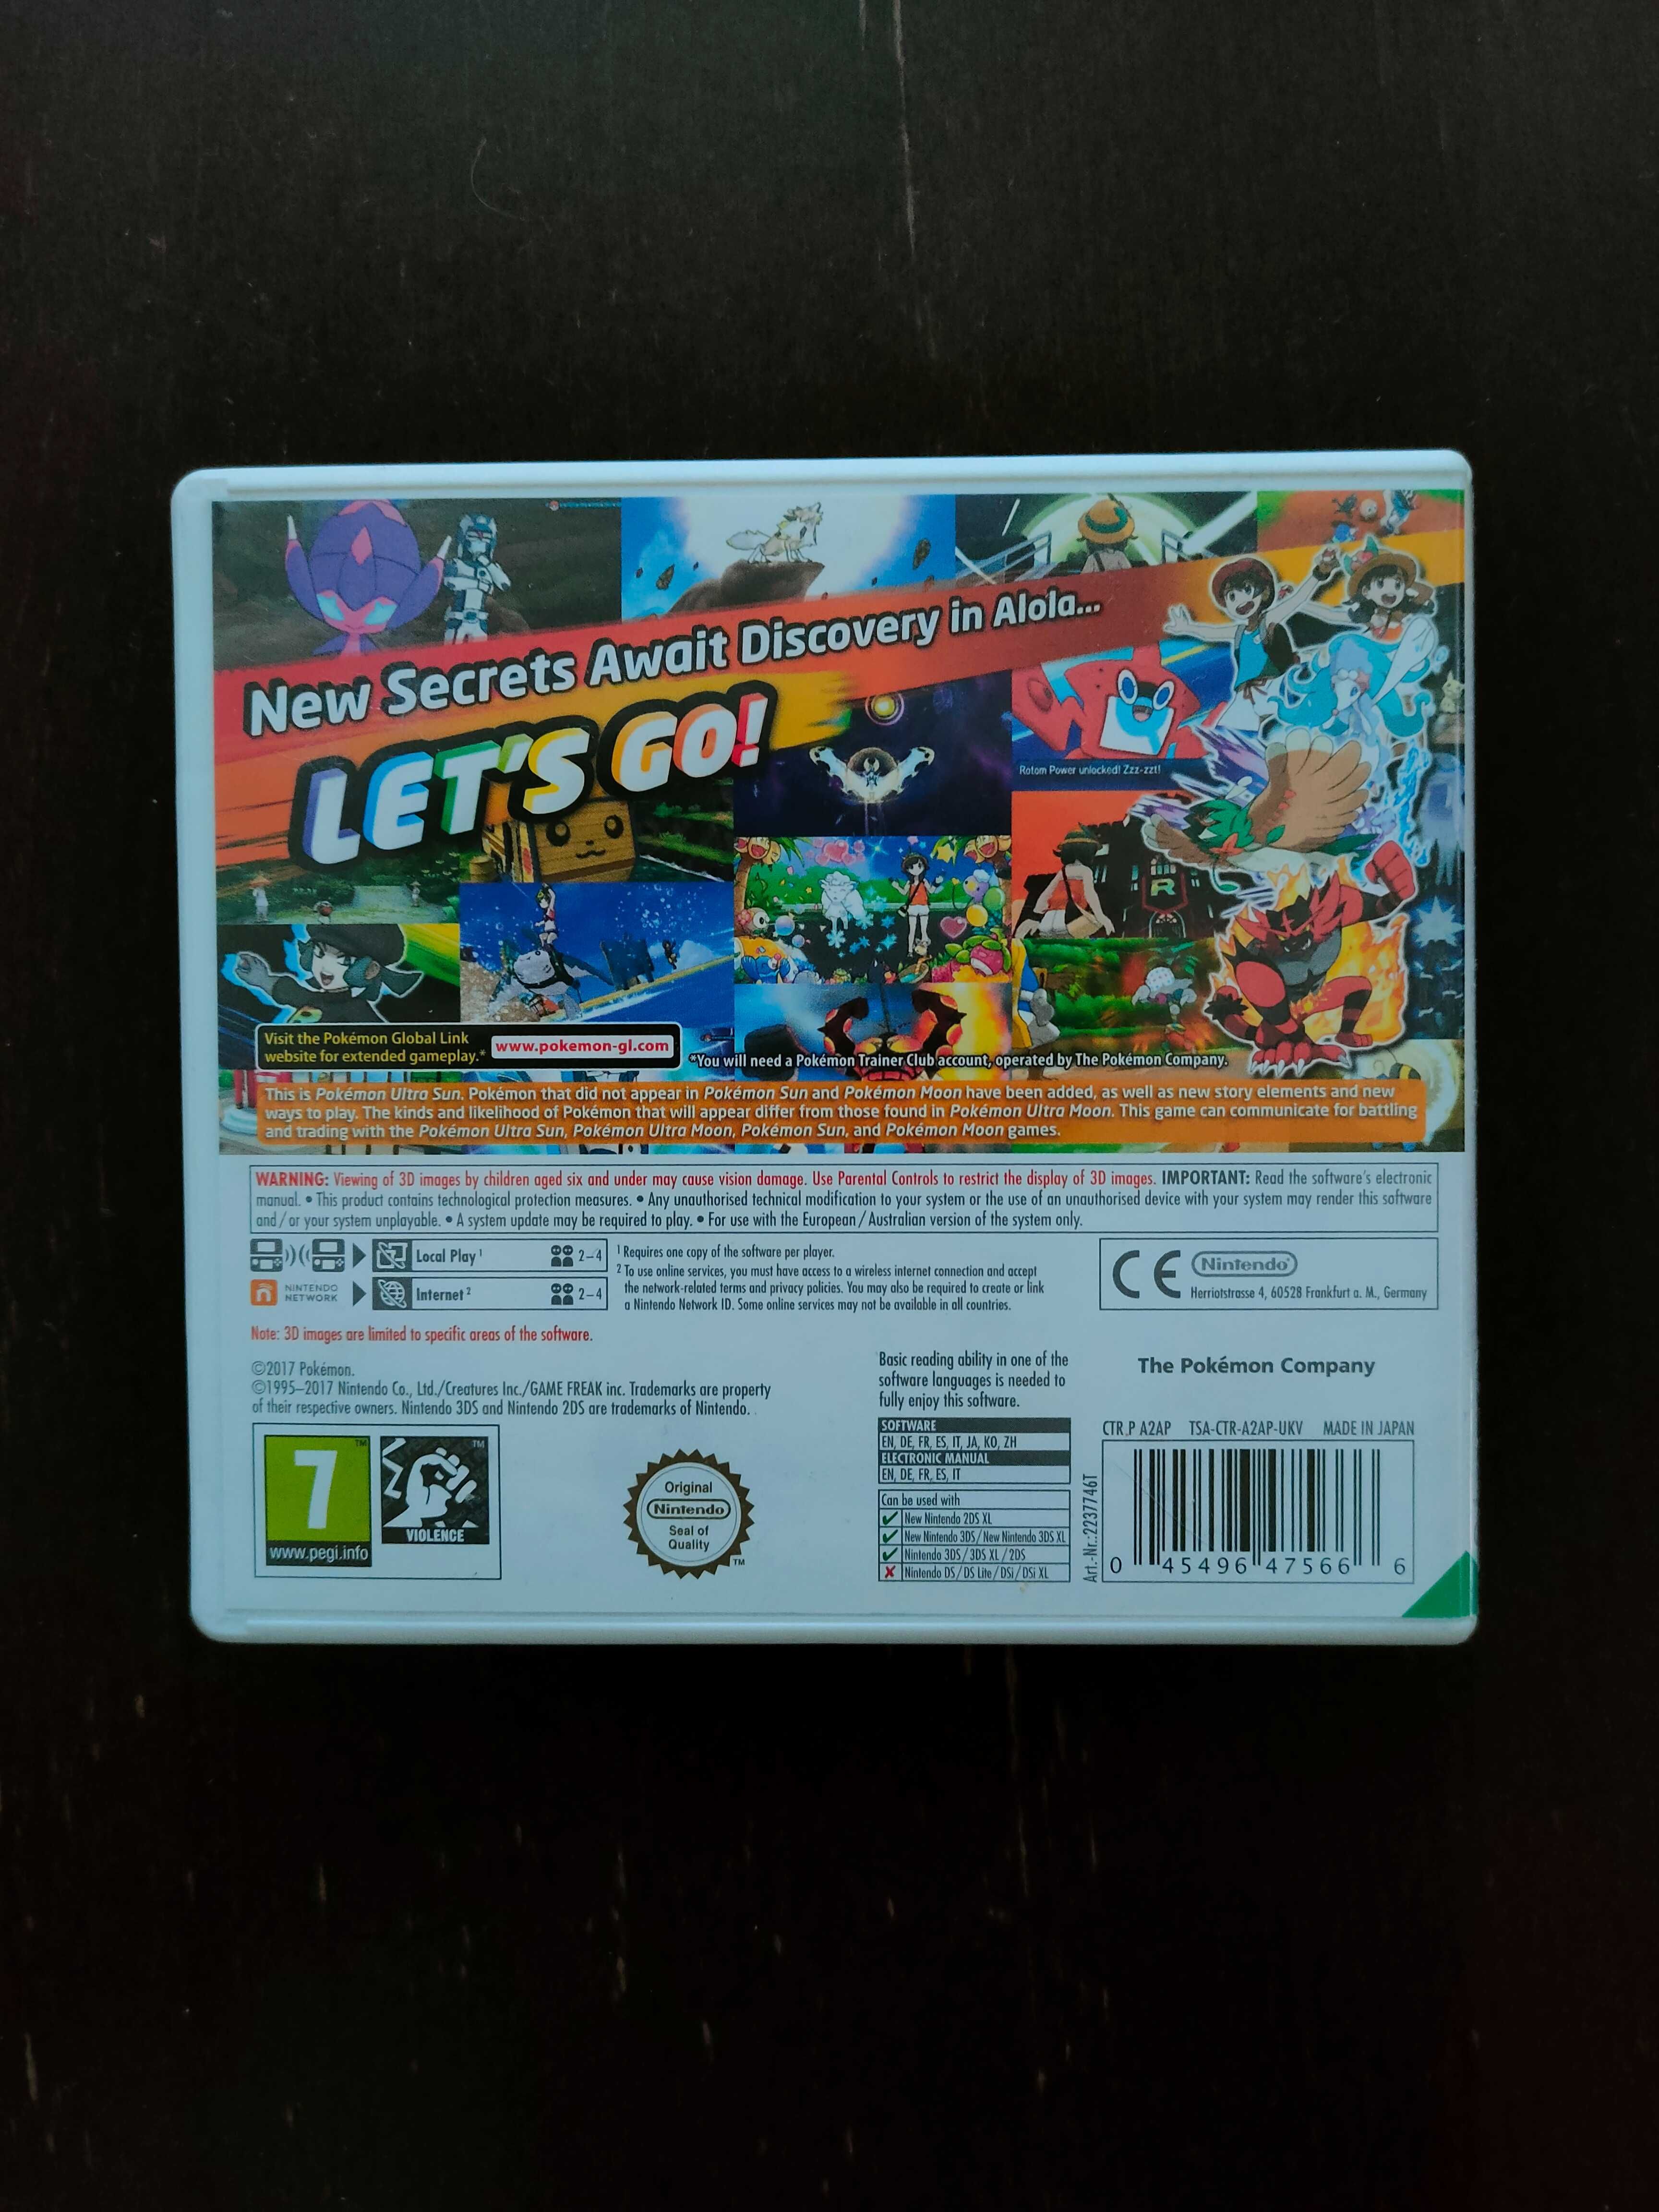 New Secrets Await Discovery in Alola...
LET'S GO!
Rotom Power unlocked! Zzz-zzt!
R
Visit the Pokémon Global Link
website for extended gameplay.*
www.pokemon-gl.com
*You will need a Pokémon Trainer Club account, operated by The Pokémon Company.
This is Pokémon Ultra Sun. Pokémon that did not appear in Pokémon Sun and Pokémon Moon have been added, as well as new story elements and new
ways to play. The kinds and likelihood of Pokémon that will appear differ from those found in Pokémon Ultra Moon. This game can communicate for battling
and trading with the Pokémon Ultra Sun, Pokémon Ultra Moon, Pokémon Sun, and Pokémon Moon games.
WARNING: Viewing of 3D images by children aged six and under may cause vision damage. Use Parental Controls to restrict the display of 3D images. IMPORTANT: Read the software's electronic
manual. • This product contains technological protection measures. • Any unauthorised technical modification to your system or the use of an unauthorised device with your system may render this software
and/or your system unplayable. • A system update may be required to play. • For use with the European/Australian version of the system only.
Local Play¹ 2–4
NINTENDO
NETWORK
Internet² 2–4
¹ Requires one copy of the software per player.
² To use online services, you must have access to a wireless internet connection and accept
the network-related terms and privacy policies. You may also be required to create or link
a Nintendo Network ID. Some online services may not be available in all countries.
CE
Nintendo®
Herriotstrasse 4, 60528 Frankfurt a. M., Germany
Note: 3D images are limited to specific areas of the software.
©2017 Pokémon.
©1995–2017 Nintendo Co., Ltd./Creatures Inc./GAME FREAK inc. Trademarks are property
of their respective owners. Nintendo 3DS and Nintendo 2DS are trademarks of Nintendo.
Basic reading ability in one of the
software languages is needed to
fully enjoy this software.
The Pokémon Company
SOFTWARE
EN, DE, FR, ES, IT, JA, KO, ZH
ELECTRONIC MANUAL
EN, DE, FR, ES, IT
Can be used with
New Nintendo 2DS XL
New Nintendo 3DS/New Nintendo 3DS XL
Nintendo 3DS/3DS XL/2DS
Nintendo DS/DS Lite/DSi/DSi XL
CTR P A2AP TSA-CTR-A2AP-UKV MADE IN JAPAN
Art.-Nr.:2237746T
0 45496 47566 6
7
TM
www.pegi.info
TM
VIOLENCE
Original
Nintendo®
Seal of
Quality
TM